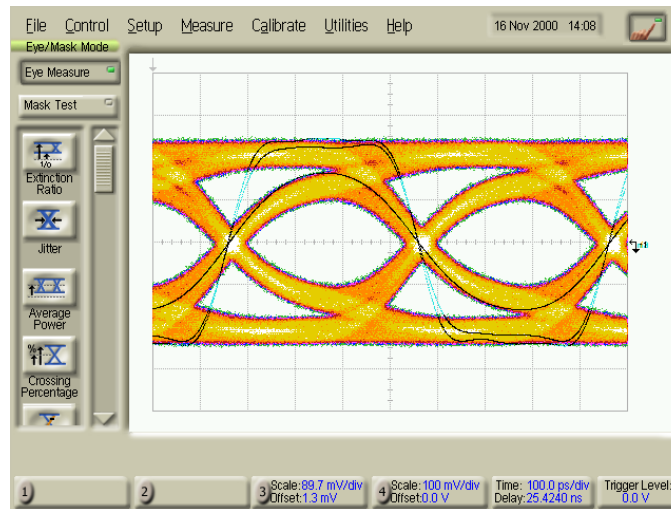 File Control Setup Measure Calibrate Utilities Help 16 Nov 2000 14:08
Eye/Mask Mode
Eye Measure
Mask Test
1/0
Extinction
Ratio
Jitter
Average
Power
%
Crossing
Percentage
1)
2)
3) Scale:89.7 mV/div
Offset:1.3 mV
4) Scale:100 mV/div
Offset:0.0 V
Time: 100.0 ps/div
Delay:25.4240 ns
Trigger Level:
0.0 V